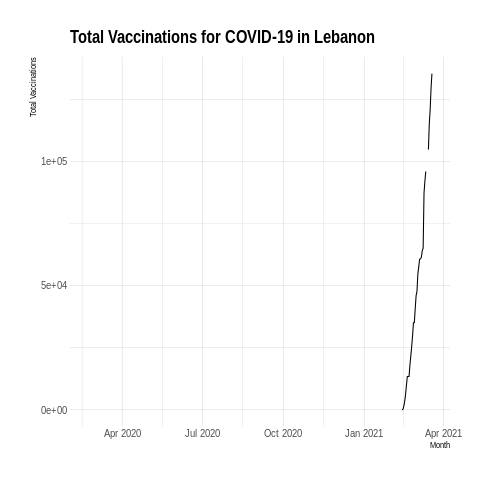 Total Vaccinations for COVID-19 in Lebanon
Total Vaccinations
1e+05
5e+04
0e+00
Apr 2020 Jul 2020 Oct 2020 Jan 2021 Apr 2021
Month